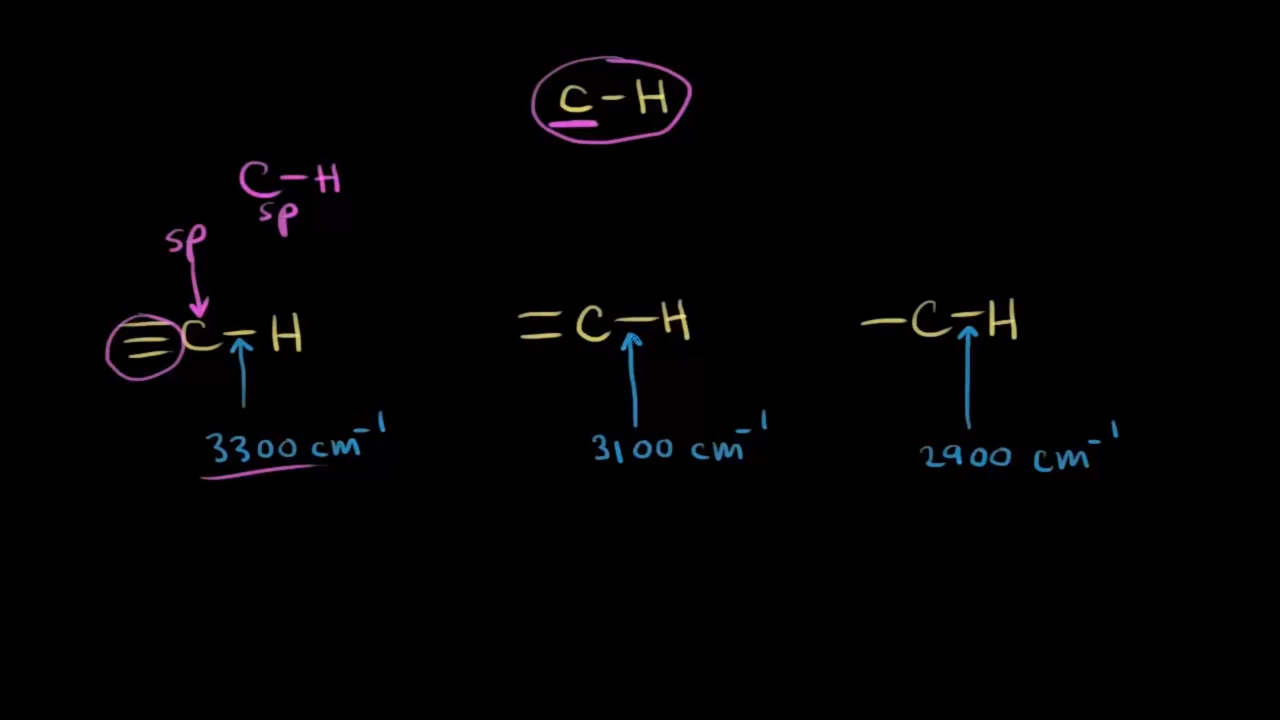 C-H
C-H
sp
sp
≡C-H
=C-H
-C-H
3300 cm⁻¹
3100 cm⁻¹
2900 cm⁻¹